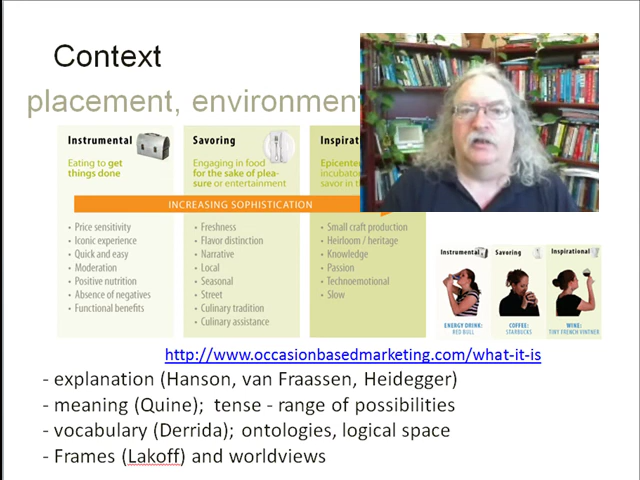 Context
placement, environment
Instrumental
Eating to get
things done
Savoring
Engaging in food
for the sake of plea-
sure or entertainment
Inspirati
Epicenter
incubator
savor in t
INCREASING SOPHISTICATION
• Price sensitivity
• Iconic experience
• Quick and easy
• Moderation
• Positive nutrition
• Absence of negatives
• Functional benefits
• Freshness
• Flavor distinction
• Narrative
• Local
• Seasonal
• Street
• Culinary tradition
• Culinary assistance
• Small craft production
• Heirloom / heritage
• Knowledge
• Passion
• Technoemotional
• Slow
Instrumental
Savoring
Inspirational
ENERGY DRINK:
RED BULL
COFFEE:
STARBUCKS
WINE:
TINY FRENCH VINTNER
http://www.occasionbasedmarketing.com/what-it-is
- explanation (Hanson, van Fraassen, Heidegger)
- meaning (Quine);  tense - range of possibilities
- vocabulary (Derrida); ontologies, logical space
- Frames (Lakoff) and worldviews